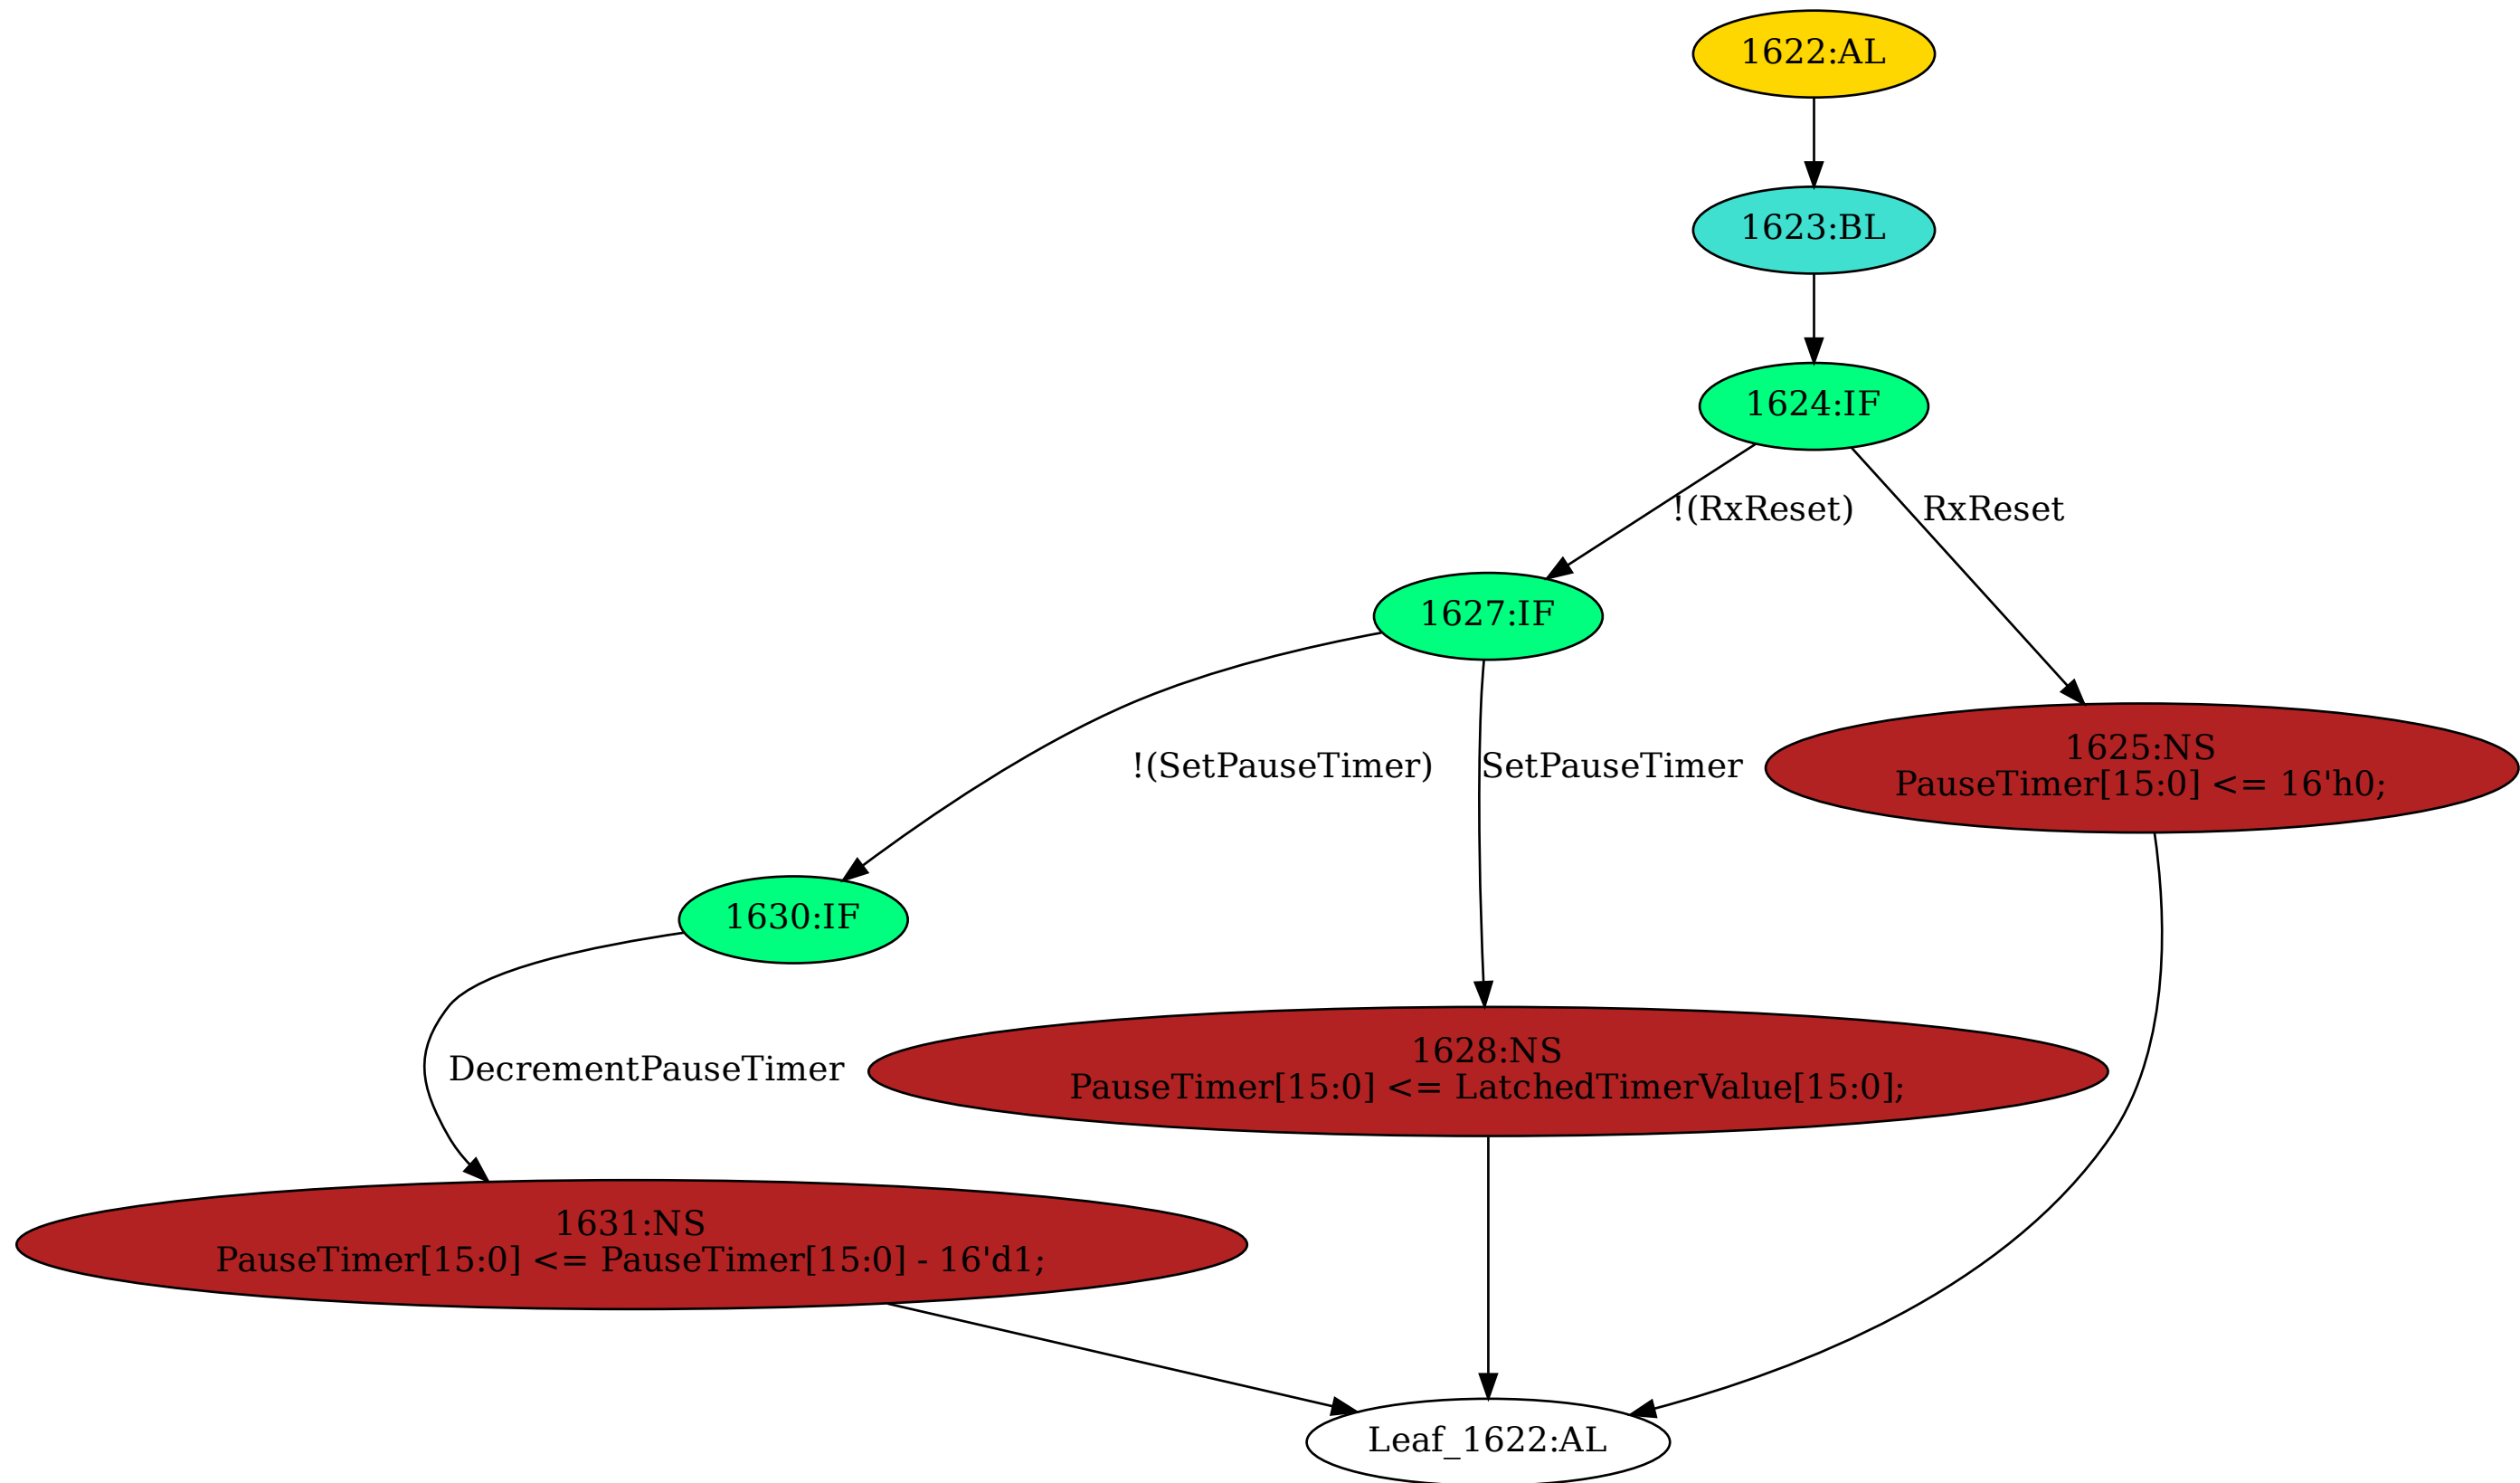 1622:AL
1623:BL
1624:IF
!(RxReset)
RxReset
1627:IF
1625:NS
PauseTimer[15:0] <= 16'h0;
!(SetPauseTimer)
SetPauseTimer
1630:IF
1628:NS
PauseTimer[15:0] <= LatchedTimerValue[15:0];
DecrementPauseTimer
1631:NS
PauseTimer[15:0] <= PauseTimer[15:0] - 16'd1;
Leaf_1622:AL